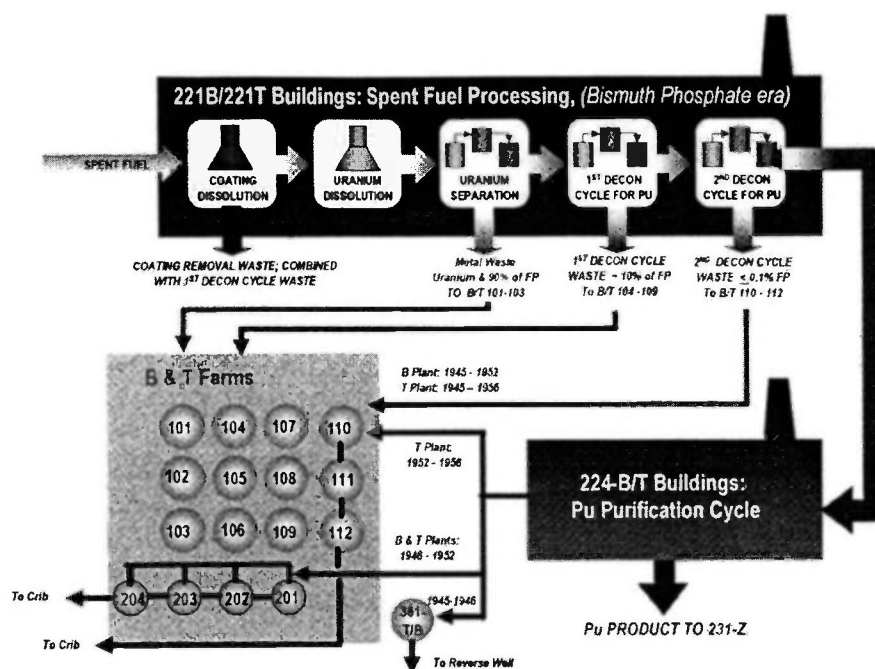 221B/221T Buildings: Spent Fuel Processing, (Bismuth Phosphate era)
SPENT FUEL
COATING
DISSOLUTION
URANIUM
DISSOLUTION
URANIUM
SEPARATION
1ST DECON
CYCLE FOR PU
2ND DECON
CYCLE FOR PU
COATING REMOVAL WASTE; COMBINED
WITH 1ST DECON CYCLE WASTE
Metal Waste
Uranium & 90% of FP
TO B/T 101-103
1ST DECON CYCLE
WASTE ~ 10% of FP
To B/T 104 -109
2ND DECON CYCLE
WASTE < 0.1% FP
To B/T 110 - 112
B & T Farms
B Plant: 1945 - 1952
T Plant: 1945 – 1956
101 104 107 110
102 105 108 111
103 106 109 112
T Plant:
1952 - 1956
224-B/T Buildings:
Pu Purification Cycle
B & T Plants:
1946 - 1952
204 203 202 201
To Crib
1945-1946
361-
T/B
To Crib
To Reverse Well
Pu PRODUCT TO 231-Z